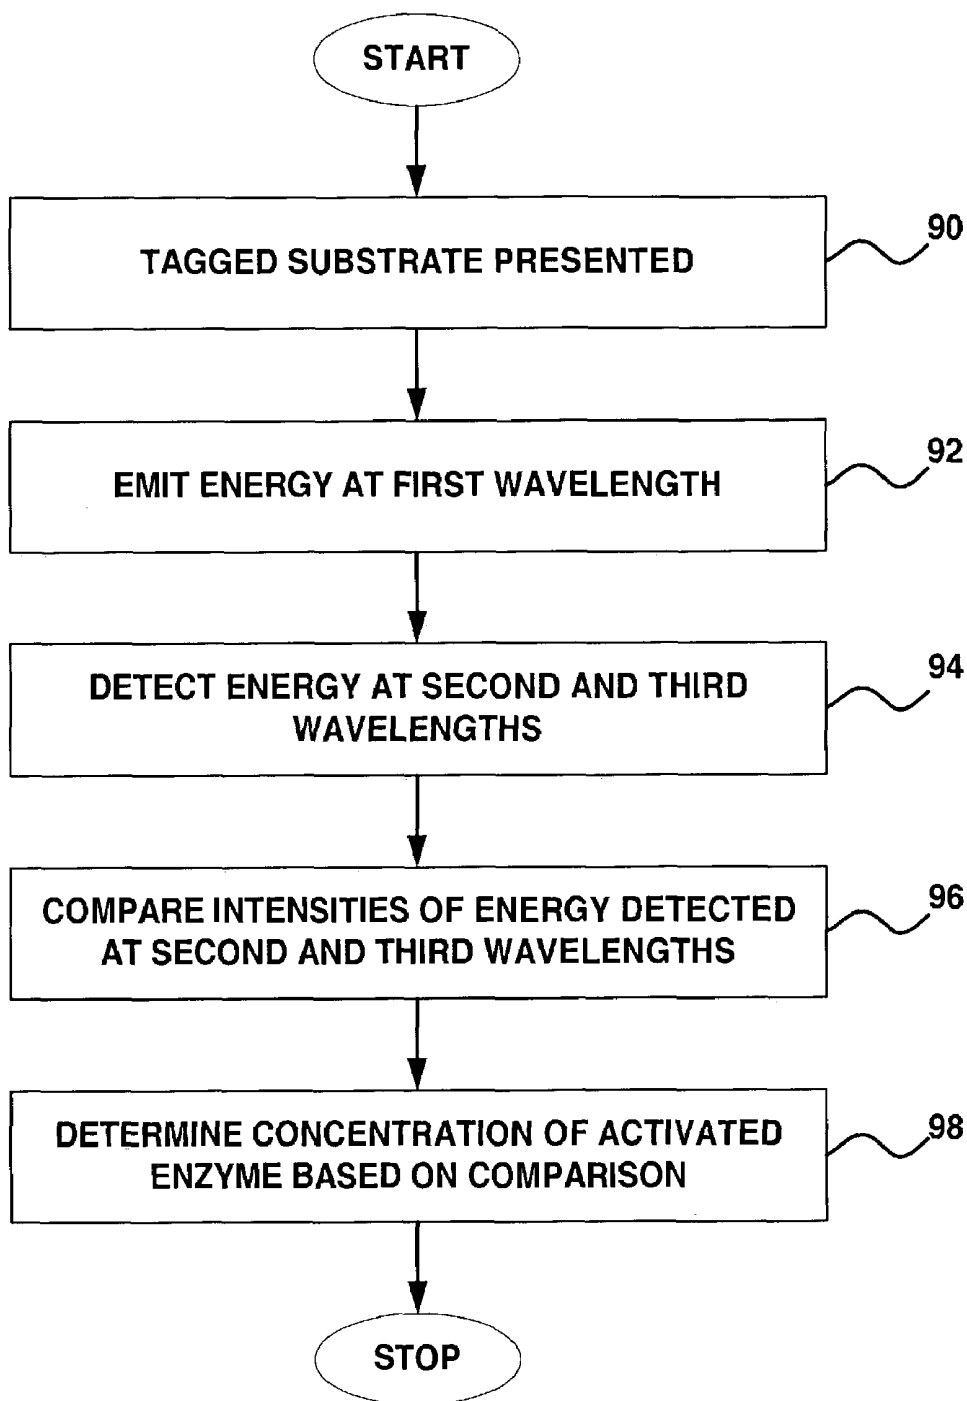 START
TAGGED SUBSTRATE PRESENTED
90
EMIT ENERGY AT FIRST WAVELENGTH
92
DETECT ENERGY AT SECOND AND THIRD
WAVELENGTHS
94
COMPARE INTENSITIES OF ENERGY DETECTED
AT SECOND AND THIRD WAVELENGTHS
96
DETERMINE CONCENTRATION OF ACTIVATED
ENZYME BASED ON COMPARISON
98
STOP